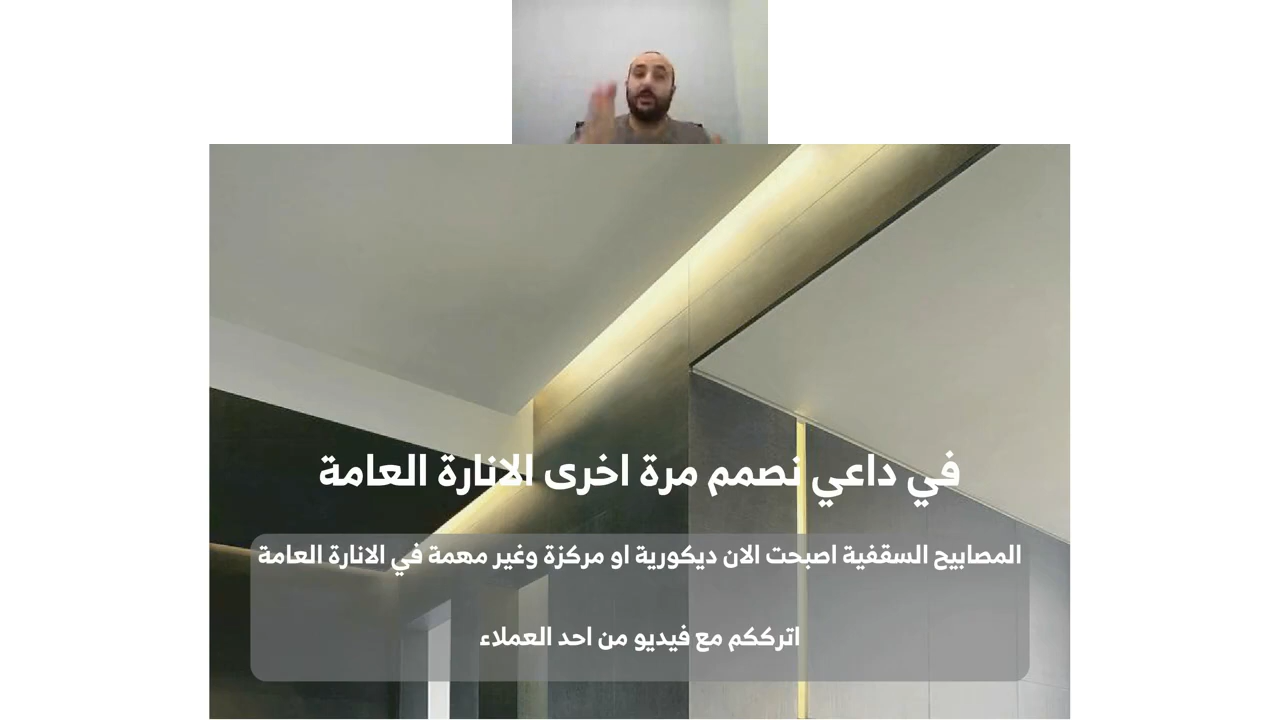 في داعي نصمم مرة اخرى الانارة العامة
المصابيح السقفية اصبحت الان ديكورية او مركزة وغير مهمة في الانارة العامة
اترككم مع فيديو من احد العملاء